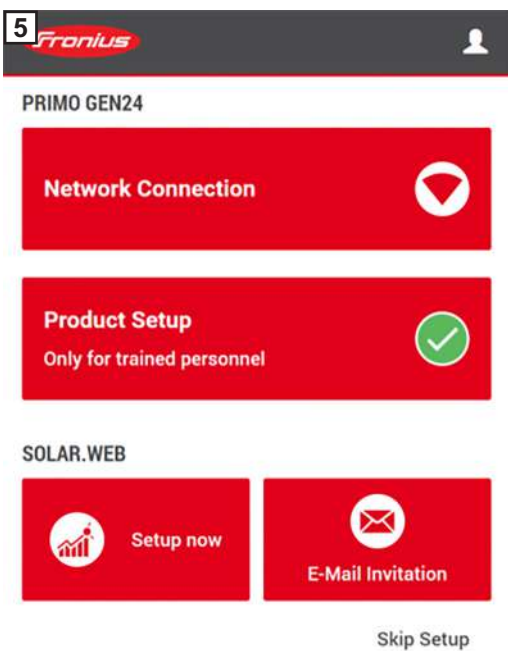 5
Fronius
PRIMO GEN24
Network Connection
Product Setup
Only for trained personnel
SOLAR.WEB
Setup now
E-Mail Invitation
Skip Setup